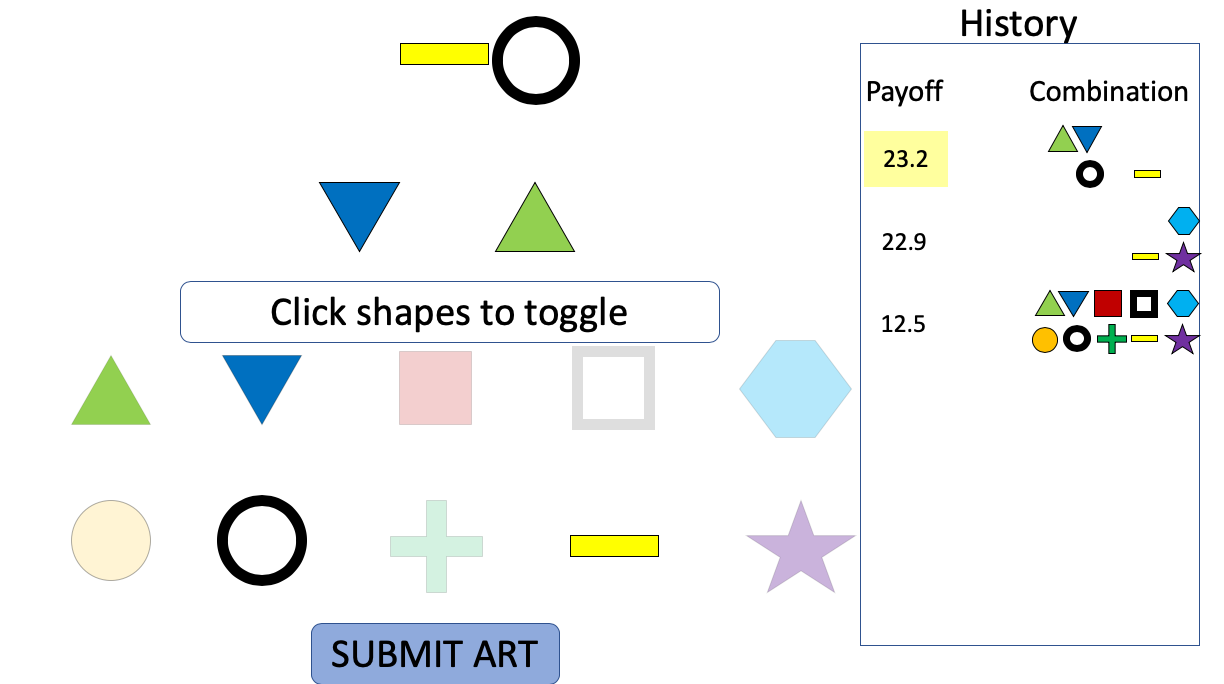 History
Payoff Combination
23.2
22.9
Click shapes to toggle
12.5
SUBMIT ART